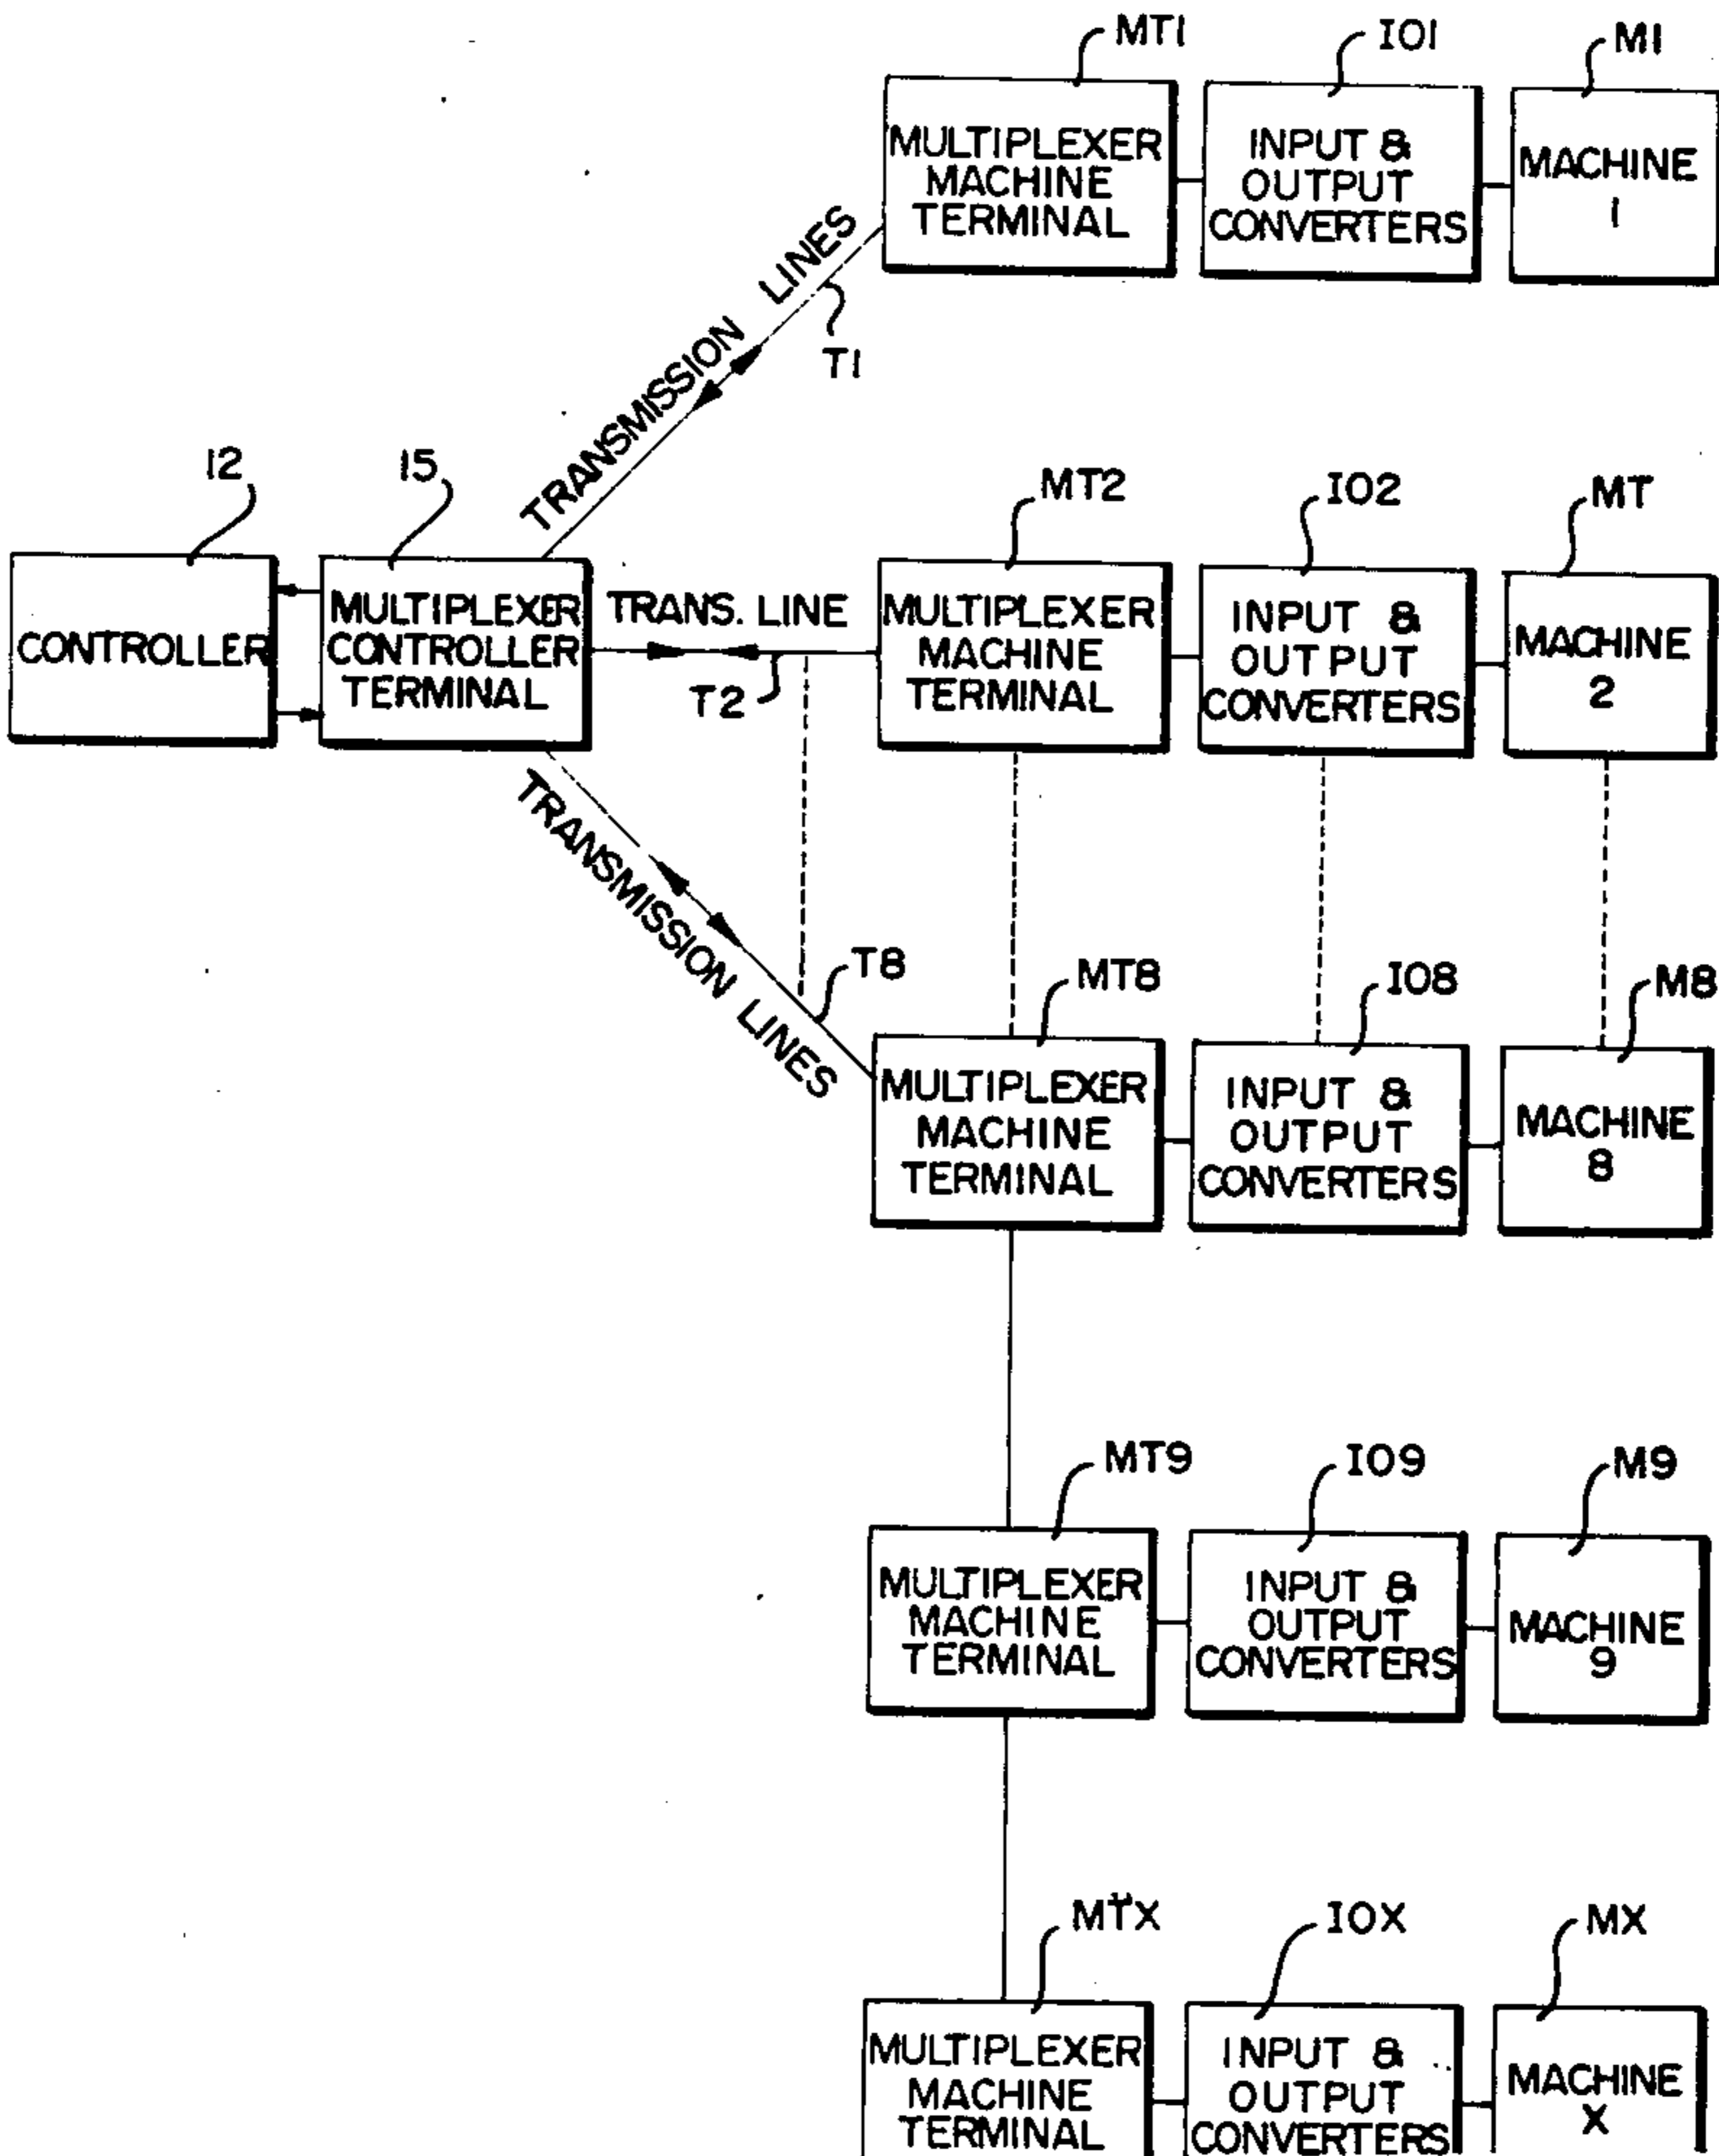 MT1
IO1
M1
MULTIPLEXER
MACHINE
TERMINAL
INPUT &
OUTPUT
CONVERTERS
MACHINE
1
TRANSMISSION LINES
T1
12
15
MT2
IO2
MT
CONTROLLER
MULTIPLEXER
CONTROLLER
TERMINAL
TRANS. LINE
T2
MULTIPLEXER
MACHINE
TERMINAL
INPUT &
OUTPUT
CONVERTERS
MACHINE
2
TRANSMISSION LINES
T8
MT8
IO8
M8
MULTIPLEXER
MACHINE
TERMINAL
INPUT &
OUTPUT
CONVERTERS
MACHINE
8
MT9
IO9
M9
MULTIPLEXER
MACHINE
TERMINAL
INPUT &
OUTPUT
CONVERTERS
MACHINE
9
MTX
IOX
MX
MULTIPLEXER
MACHINE
TERMINAL
INPUT &
OUTPUT
CONVERTERS
MACHINE
X